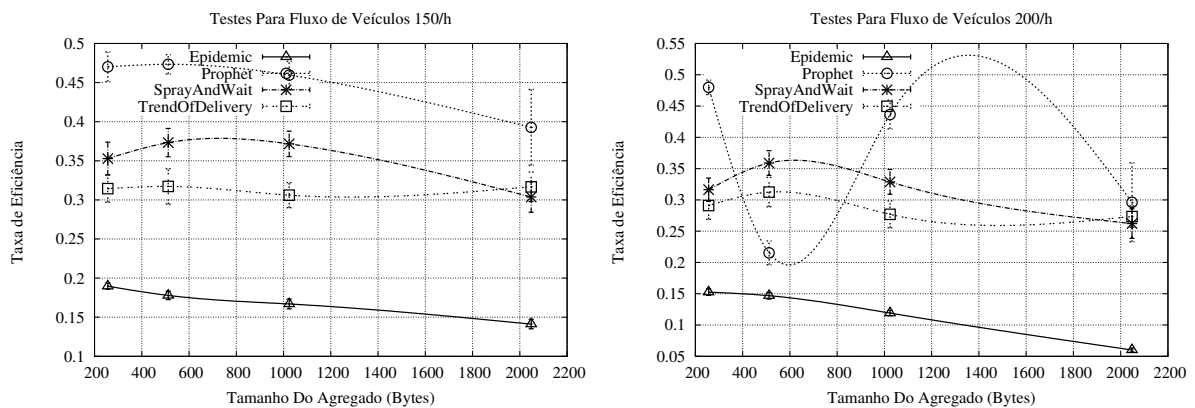 Testes Para Fluxo de Veículos 150/h
0.5
0.45
0.4
0.35
0.3
0.25
0.2
0.15
0.1
Taxa de Eficiência
Epidemic
Prophet
SprayAndWait
TrendOfDelivery
200 400 600 800 1000 1200 1400 1600 1800 2000 2200
Tamanho Do Agregado (Bytes)
Testes Para Fluxo de Veículos 200/h
0.55
0.5
0.45
0.4
0.35
0.3
0.25
0.2
0.15
0.1
0.05
Taxa de Eficiência
Epidemic
Prophet
SprayAndWait
TrendOfDelivery
200 400 600 800 1000 1200 1400 1600 1800 2000 2200
Tamanho Do Agregado (Bytes)